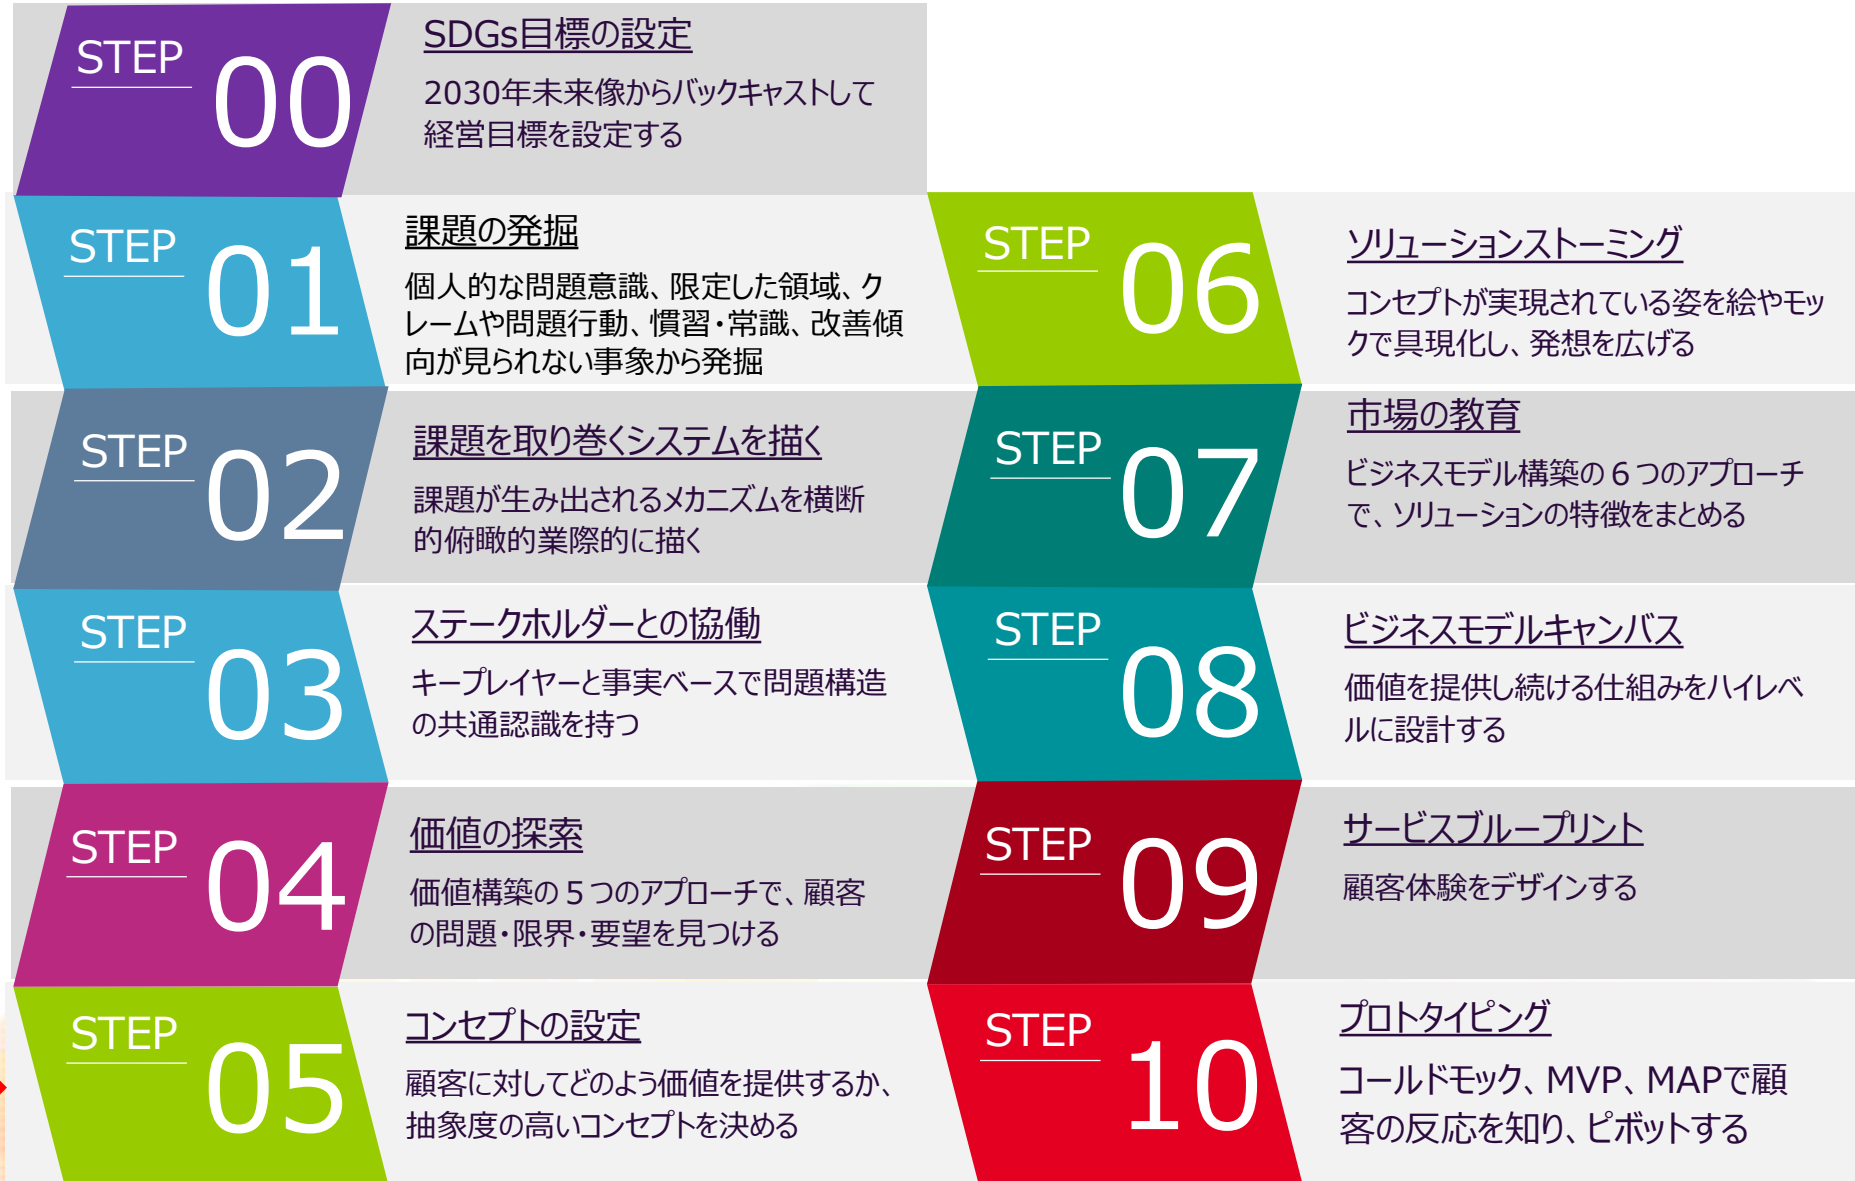 STEP
00
SDGs目標の設定
2030年未来像からバックキャストして
経営目標を設定する
STEP
01
課題の発掘
個人的な問題意識、限定した領域、ク
レームや問題行動、慣習・常識、改善傾
向が見られない事象から発掘
STEP
02
課題を取り巻くシステムを描く
課題が生み出されるメカニズムを横断
的俯瞰的業際的に描く
STEP
03
ステークホルダーとの協働
キープレイヤーと事実ベースで問題構造
の共通認識を持つ
STEP
04
価値の探索
価値構築の5つのアプローチで、顧客
の問題・限界・要望を見つける
STEP
05
コンセプトの設定
顧客に対してどのよう価値を提供するか、
抽象度の高いコンセプトを決める
STEP
06
ソリューションストーミング
コンセプトが実現されている姿を絵やモッ
クで具現化し、発想を広げる
STEP
07
市場の教育
ビジネスモデル構築の6つのアプローチ
で、ソリューションの特徴をまとめる
STEP
08
ビジネスモデルキャンバス
価値を提供し続ける仕組みをハイレベ
ルに設計する
STEP
09
サービスブループリント
顧客体験をデザインする
STEP
10
プロトタイピング
コールドモック、MVP、MAPで顧
客の反応を知り、ピボットする